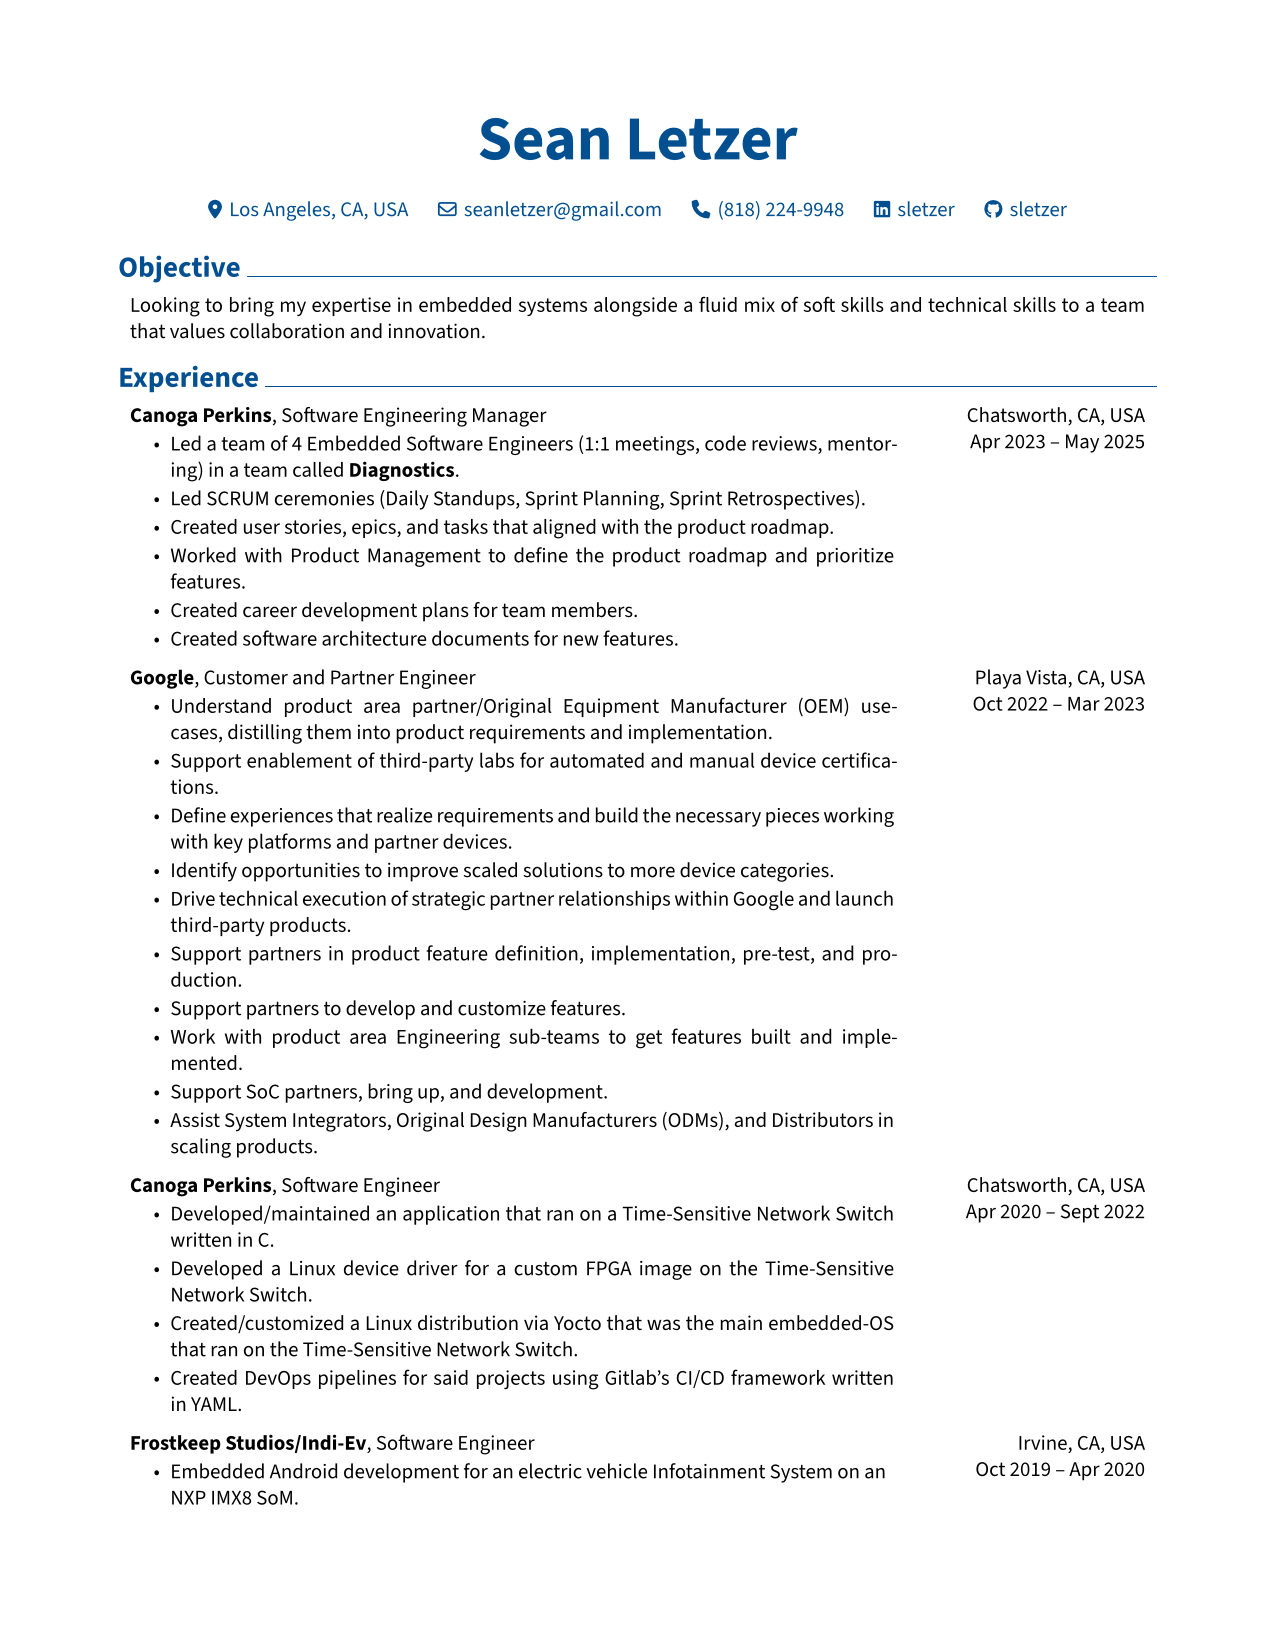 Sean Letzer
Los Angeles, CA, USA seanletzer@gmail.com (818) 224-9948 sletzer sletzer
Objective
Looking to bring my expertise in embedded systems alongside a fluid mix of soft skills and technical skills to a team
that values collaboration and innovation.
Experience
Canoga Perkins, Software Engineering Manager
Chatsworth, CA, USA
Apr 2023 – May 2025
• Led a team of 4 Embedded Software Engineers (1:1 meetings, code reviews, mentor-
ing) in a team called Diagnostics.
• Led SCRUM ceremonies (Daily Standups, Sprint Planning, Sprint Retrospectives).
• Created user stories, epics, and tasks that aligned with the product roadmap.
• Worked with Product Management to define the product roadmap and prioritize
features.
• Created career development plans for team members.
• Created software architecture documents for new features.
Google, Customer and Partner Engineer
Playa Vista, CA, USA
Oct 2022 – Mar 2023
• Understand product area partner/Original Equipment Manufacturer (OEM) use-
cases, distilling them into product requirements and implementation.
• Support enablement of third-party labs for automated and manual device certifica-
tions.
• Define experiences that realize requirements and build the necessary pieces working
with key platforms and partner devices.
• Identify opportunities to improve scaled solutions to more device categories.
• Drive technical execution of strategic partner relationships within Google and launch
third-party products.
• Support partners in product feature definition, implementation, pre-test, and pro-
duction.
• Support partners to develop and customize features.
• Work with product area Engineering sub-teams to get features built and imple-
mented.
• Support SoC partners, bring up, and development.
• Assist System Integrators, Original Design Manufacturers (ODMs), and Distributors in
scaling products.
Canoga Perkins, Software Engineer
Chatsworth, CA, USA
Apr 2020 – Sept 2022
• Developed/maintained an application that ran on a Time-Sensitive Network Switch
written in C.
• Developed a Linux device driver for a custom FPGA image on the Time-Sensitive
Network Switch.
• Created/customized a Linux distribution via Yocto that was the main embedded-OS
that ran on the Time-Sensitive Network Switch.
• Created DevOps pipelines for said projects using Gitlab’s CI/CD framework written
in YAML.
Frostkeep Studios/Indi-Ev, Software Engineer
Irvine, CA, USA
Oct 2019 – Apr 2020
• Embedded Android development for an electric vehicle Infotainment System on an
NXP IMX8 SoM.